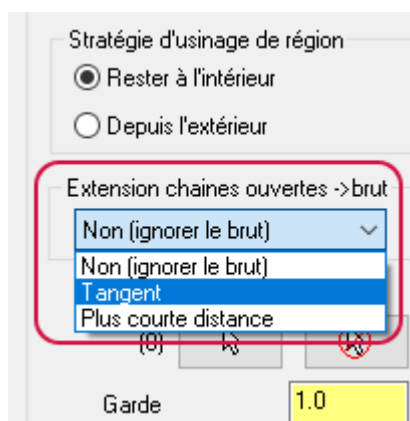 Stratégie d'usinage de région
Rester à l'intérieur
Depuis l'extérieur
Extension chaines ouvertes ->brut
Non (ignorer le brut)
Non (ignorer le brut)
Tangent
Plus courte distance
(0)
Garde 1.0